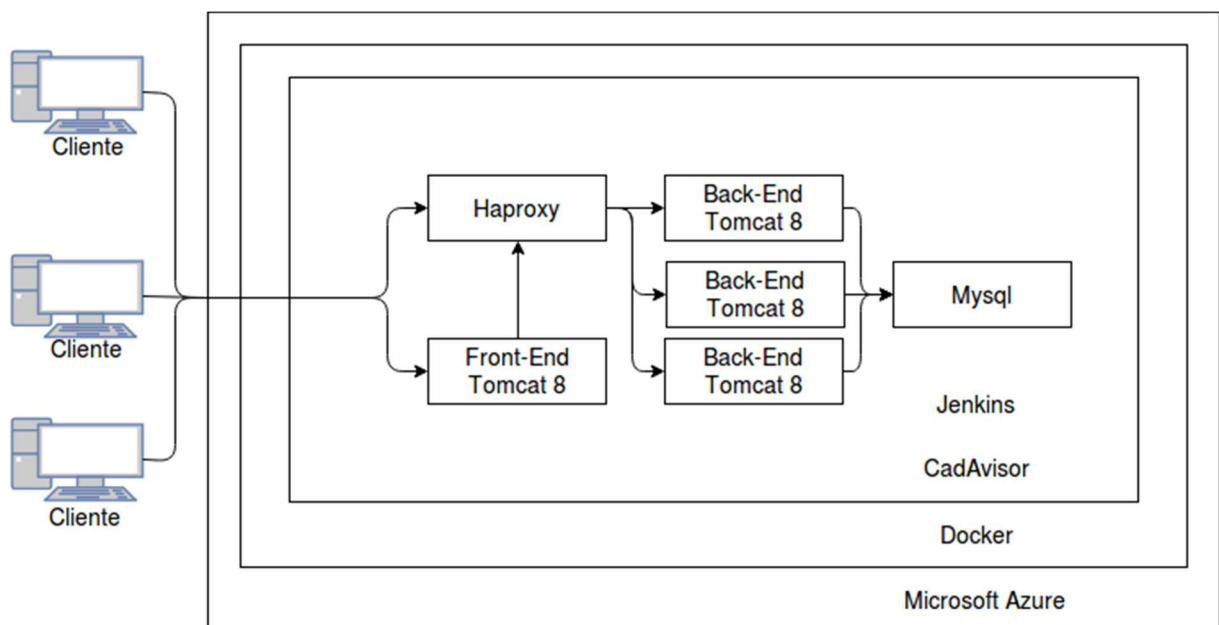 Cliente
Cliente
Cliente
Haproxy
Front-End
Tomcat 8
Back-End
Tomcat 8
Back-End
Tomcat 8
Back-End
Tomcat 8
Mysql
Jenkins
CadAvisor
Docker
Microsoft Azure